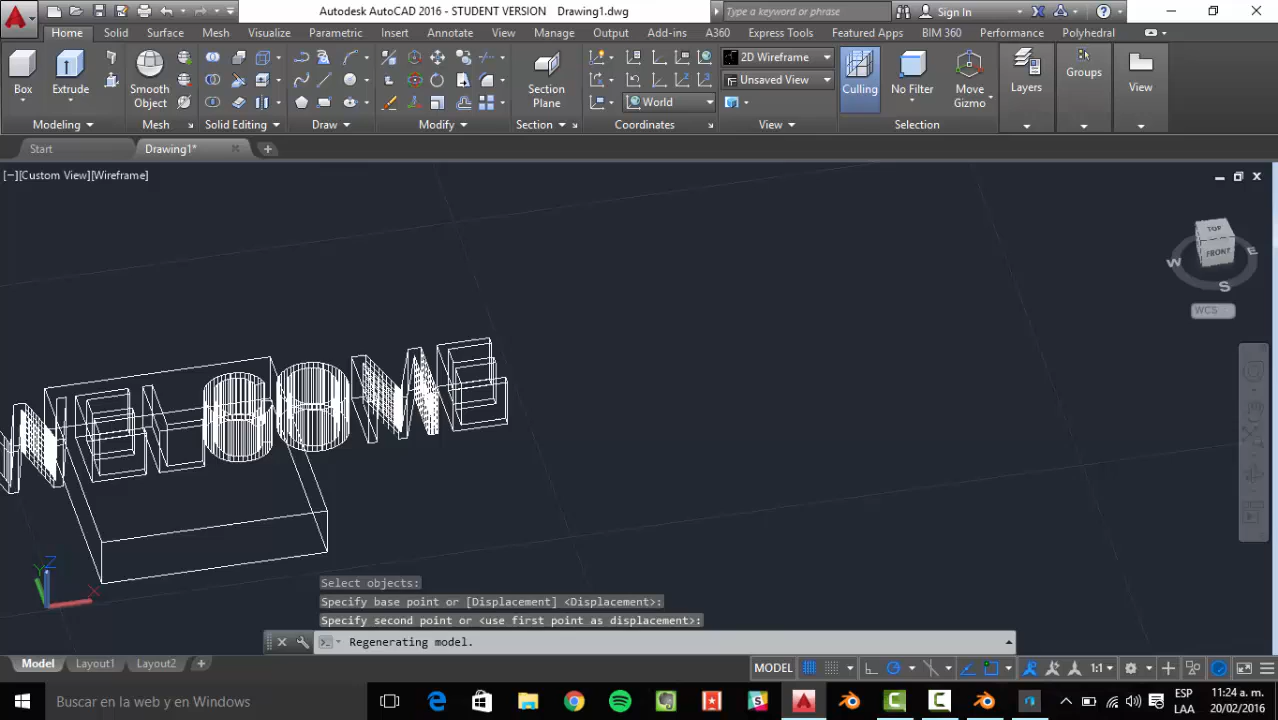 Autodesk AutoCAD 2016 - STUDENT VERSION Drawing1.dwg
Type a keyword or phrase
Sign In
Home Solid Surface Mesh Visualize Parametric Insert Annotate View Manage Output Add-ins A360 Express Tools Featured Apps BIM 360 Performance Polyhedral
Box
Extrude
Smooth Object
Section Plane
World
2D Wireframe
Unsaved View
Culling
No Filter
Move Gizmo
Layers
Groups
View
Modeling
Mesh
Solid Editing
Draw
Modify
Section
Coordinates
View
Selection
Start
Drawing1*
[−][Custom View][Wireframe]
TOP
FRONT
W
E
S
WCS
ELOOME
Z
Y
X
Select objects:
Specify base point or [Displacement] <Displacement>:
Specify second point or <use first point as displacement>:
Regenerating model.
Model
Layout1
Layout2
MODEL
1:1
Buscar en la web y en Windows
ESP
LAA
11:24 a. m.
20/02/2016